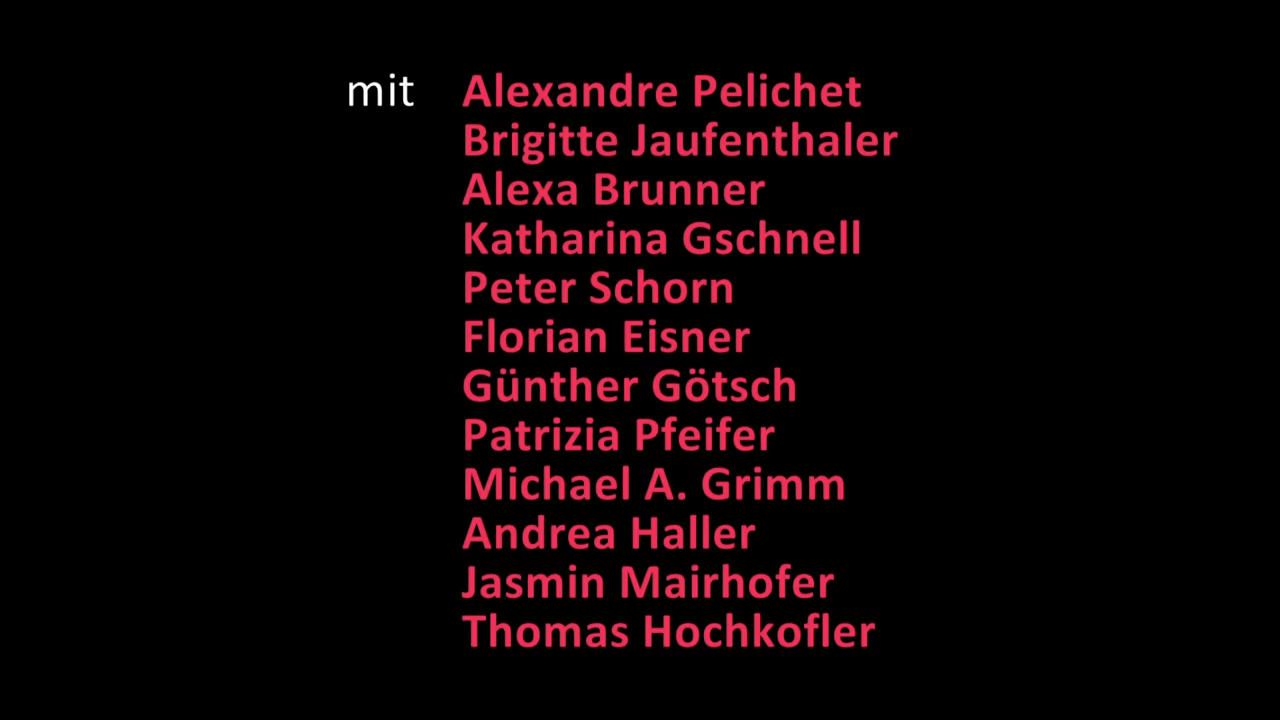 mit Alexandre Pelichet
Brigitte Jaufenthaler
Alexa Brunner
Katharina Gschnell
Peter Schorn
Florian Eisner
Günther Götsch
Patrizia Pfeifer
Michael A. Grimm
Andrea Haller
Jasmin Mairhofer
Thomas Hochkofler